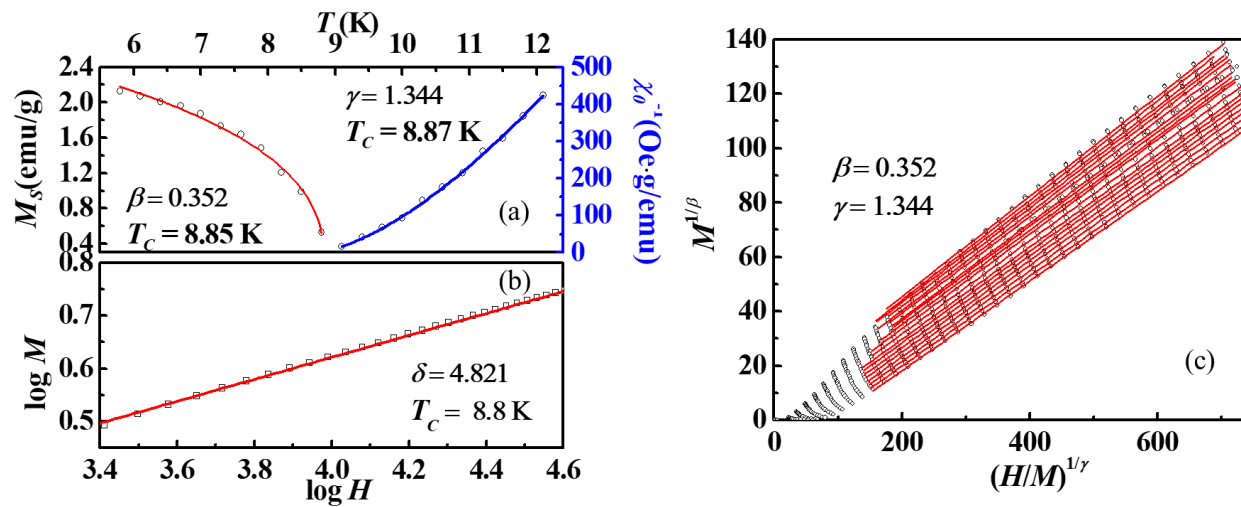 T (K)
6 7 8 9 10 11 12
2.4
2.0
1.6
1.2
0.8
0.4
M_S(emu/g)
γ = 1.344
T_C = 8.87 K
β = 0.352
T_C = 8.85 K
(a)
500
400
300
200
100
0
χ_0^{-1}(Oe·g/emu)
0.8
0.7
0.6
0.5
log M
(b)
δ = 4.821
T_C = 8.8 K
3.4 3.6 3.8 4.0 4.2 4.4 4.6
log H
140
120
100
80
60
40
20
0
M^{1/β}
β = 0.352
γ = 1.344
(c)
0 200 400 600
(H/M)^{1/γ}